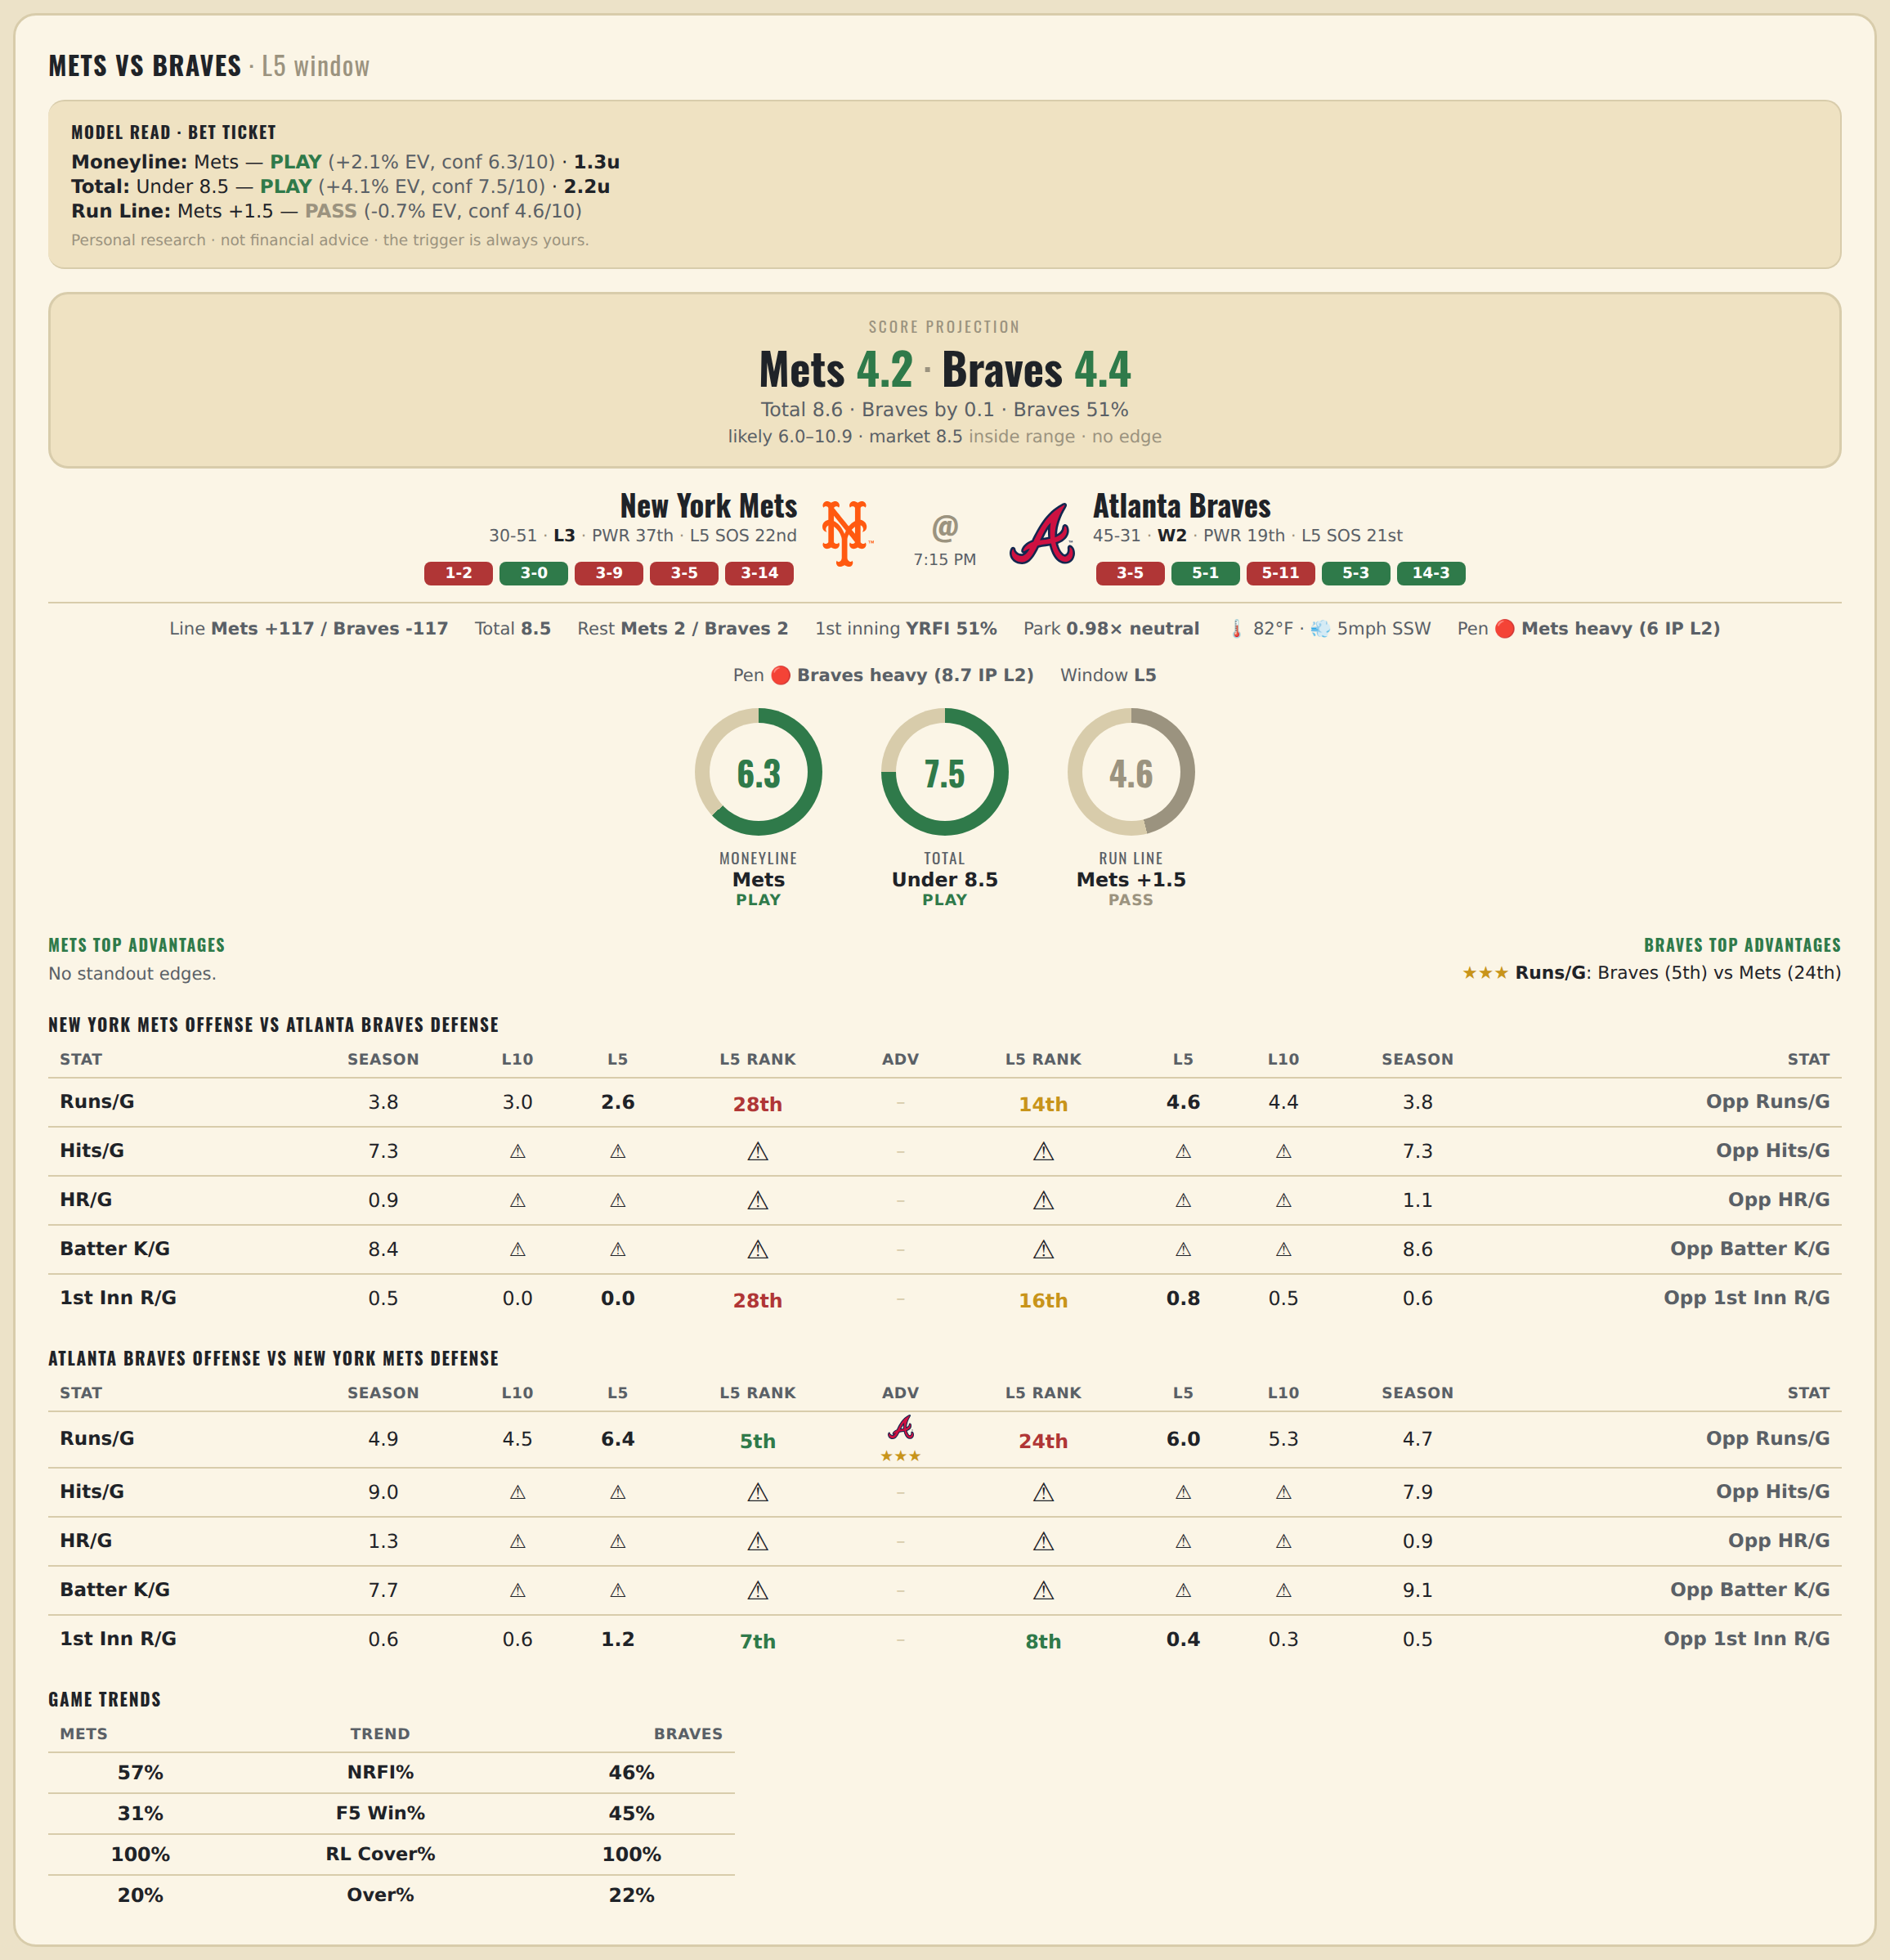 METS VS BRAVES · L5 window
MODEL READ · BET TICKET
Moneyline: Mets — PLAY (+2.1% EV, conf 6.3/10) · 1.3u
Total: Under 8.5 — PLAY (+4.1% EV, conf 7.5/10) · 2.2u
Run Line: Mets +1.5 — PASS (-0.7% EV, conf 4.6/10)
Personal research · not financial advice · the trigger is always yours.
SCORE PROJECTION
Mets 4.2 · Braves 4.4
Total 8.6 · Braves by 0.1 · Braves 51%
likely 6.0–10.9 · market 8.5 inside range · no edge
New York Mets
30-51 · L3 · PWR 37th · L5 SOS 22nd
1-2 3-0 3-9 3-5 3-14
NY
@
7:15 PM
A
Atlanta Braves
45-31 · W2 · PWR 19th · L5 SOS 21st
3-5 5-1 5-11 5-3 14-3
Line Mets +117 / Braves -117 Total 8.5 Rest Mets 2 / Braves 2 1st inning YRFI 51% Park 0.98× neutral 🌡️ 82°F · 💨 5mph SSW Pen 🔴 Mets heavy (6 IP L2)
Pen 🔴 Braves heavy (8.7 IP L2) Window L5
6.3 7.5 4.6
MONEYLINE TOTAL RUN LINE
Mets Under 8.5 Mets +1.5
PLAY PLAY PASS
METS TOP ADVANTAGES
No standout edges.
BRAVES TOP ADVANTAGES
★★★ Runs/G: Braves (5th) vs Mets (24th)
NEW YORK METS OFFENSE VS ATLANTA BRAVES DEFENSE
STAT SEASON L10 L5 L5 RANK ADV L5 RANK L5 L10 SEASON STAT
Runs/G 3.8 3.0 2.6 28th – 14th 4.6 4.4 3.8 Opp Runs/G
Hits/G 7.3 ⚠ ⚠ ⚠ – ⚠ ⚠ ⚠ 7.3 Opp Hits/G
HR/G 0.9 ⚠ ⚠ ⚠ – ⚠ ⚠ ⚠ 1.1 Opp HR/G
Batter K/G 8.4 ⚠ ⚠ ⚠ – ⚠ ⚠ ⚠ 8.6 Opp Batter K/G
1st Inn R/G 0.5 0.0 0.0 28th – 16th 0.8 0.5 0.6 Opp 1st Inn R/G
ATLANTA BRAVES OFFENSE VS NEW YORK METS DEFENSE
STAT SEASON L10 L5 L5 RANK ADV L5 RANK L5 L10 SEASON STAT
Runs/G 4.9 4.5 6.4 5th A ★★★ 24th 6.0 5.3 4.7 Opp Runs/G
Hits/G 9.0 ⚠ ⚠ ⚠ – ⚠ ⚠ ⚠ 7.9 Opp Hits/G
HR/G 1.3 ⚠ ⚠ ⚠ – ⚠ ⚠ ⚠ 0.9 Opp HR/G
Batter K/G 7.7 ⚠ ⚠ ⚠ – ⚠ ⚠ ⚠ 9.1 Opp Batter K/G
1st Inn R/G 0.6 0.6 1.2 7th – 8th 0.4 0.3 0.5 Opp 1st Inn R/G
GAME TRENDS
METS TREND BRAVES
57% NRFI% 46%
31% F5 Win% 45%
100% RL Cover% 100%
20% Over% 22%